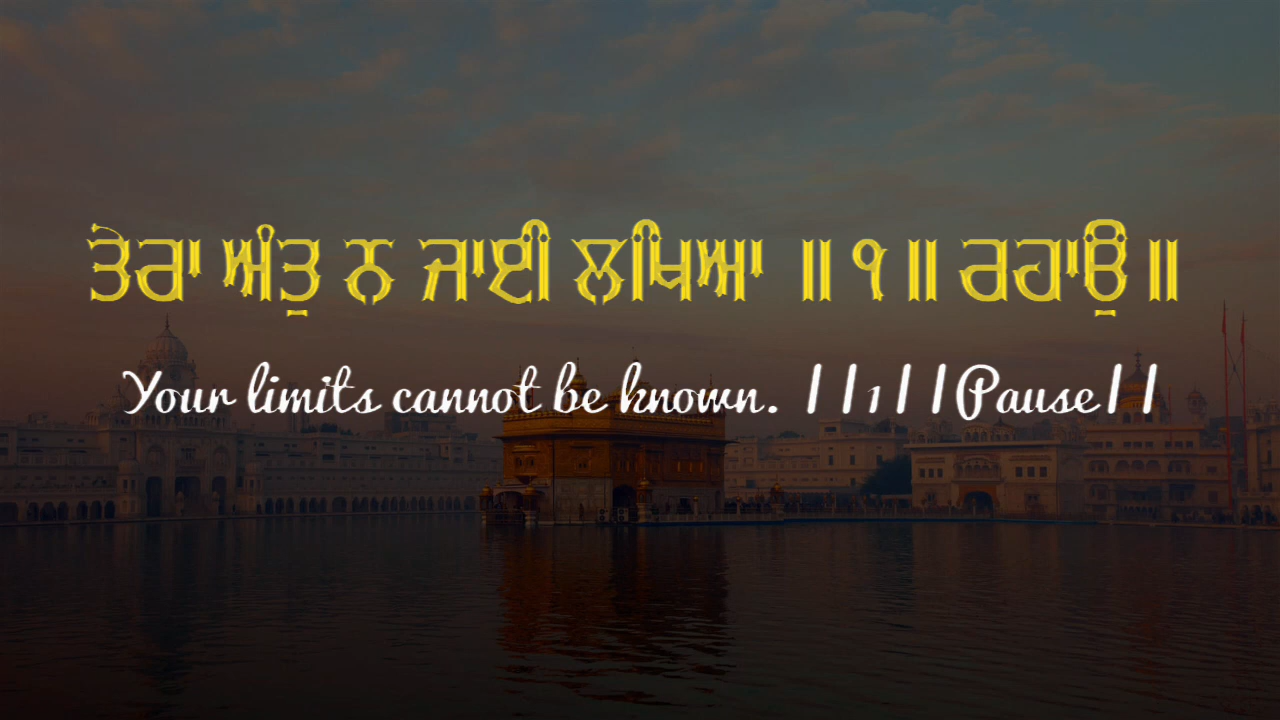 ਤੇਰਾ ਅੰਤੁ ਨ ਜਾਈ ਲਖਿਆ ॥ ੧ ॥ ਰਹਾਉ ॥
Your limits cannot be known. ||1||Pause||